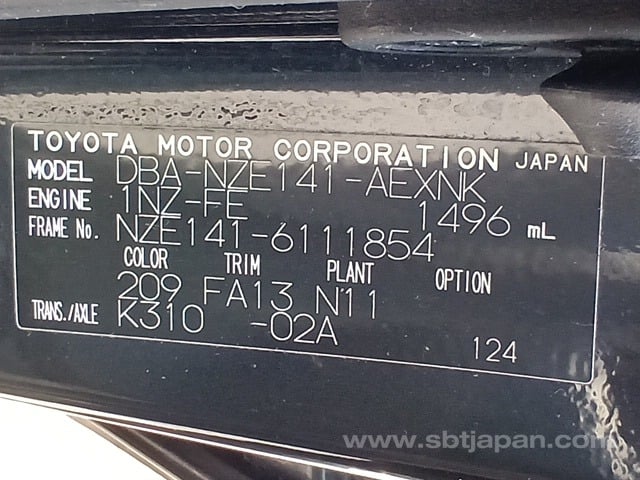 TOYOTA MOTOR CORPORATION JAPAN
MODEL DBA-NZE141-AEXNK
ENGINE 1NZ-FE 1496 mL
FRAME No. NZE141-6111854
COLOR TRIM PLANT OPTION
209 FA13 N11
TRANS./AXLE K310 -02A
124
www.sbtjapan.com